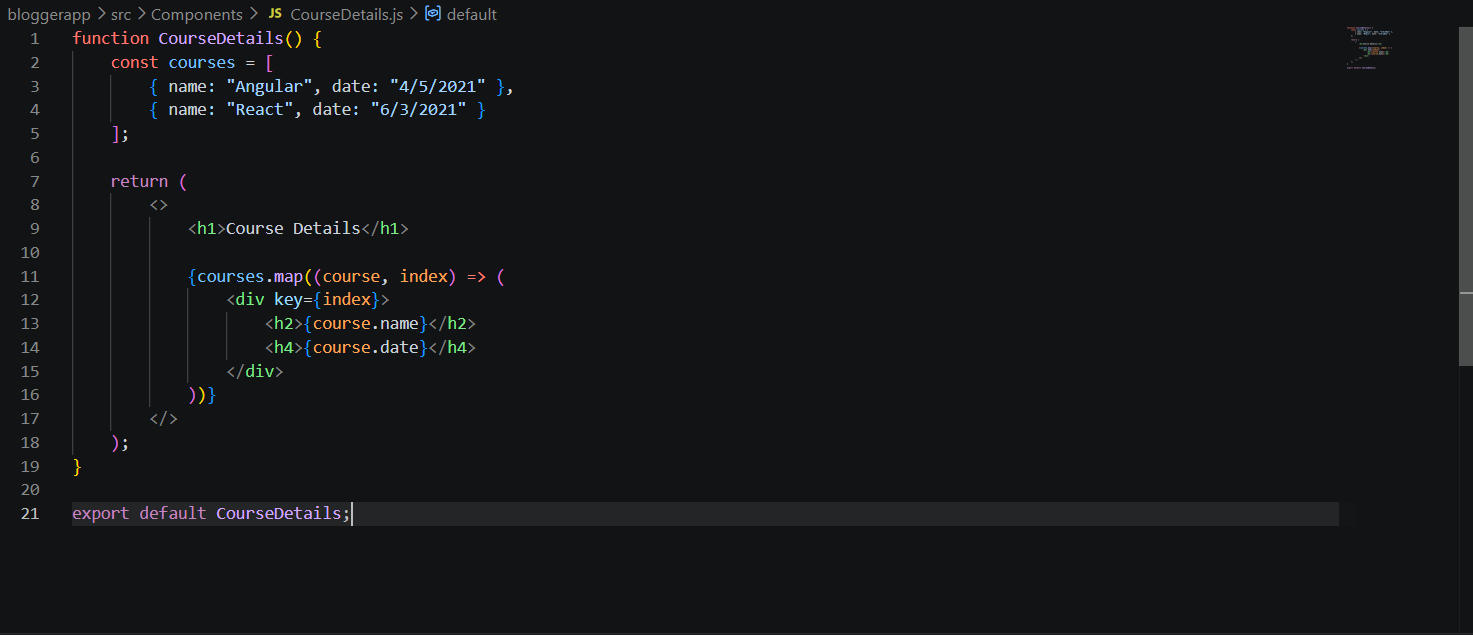 bloggerapp > src > Components > JS CourseDetails.js > default
1 function CourseDetails() {
2     const courses = [
3         { name: "Angular", date: "4/5/2021" },
4         { name: "React", date: "6/3/2021" }
5     ];
6
7     return (
8         <>
9             <h1>Course Details</h1>
10
11             {courses.map((course, index) => (
12                 <div key={index}>
13                     <h2>{course.name}</h2>
14                     <h4>{course.date}</h4>
15                 </div>
16             ))}
17         </>
18     );
19 }
20
21 export default CourseDetails;